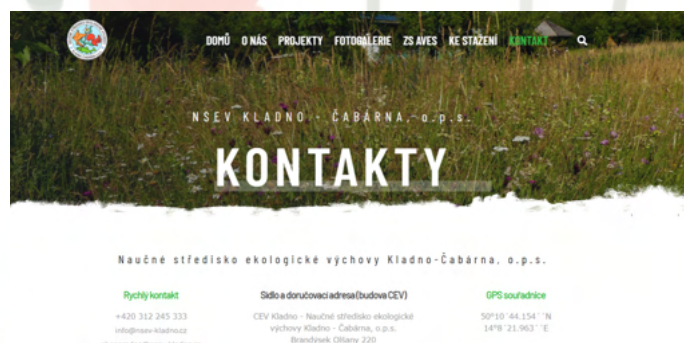 DOMŮ O NÁS PROJEKTY FOTOGALERIE ZS AVES KE STAŽENÍ KONTAKT
NSEV KLADNO - ČABÁRNA, o.p.s.
KONTAKTY
Naučné středisko ekologické výchovy Kladno-Čabárna, o.p.s.
Rychlý kontakt
+420 312 245 333
info@nsev-kladno.cz
Sídlo a doručovací adresa (budova CEV)
CEV Kladno - Naučné středisko ekologické
výchovy Kladno - Čabárna, o.p.s.
Brandýsek Olšany 220
GPS souřadnice
50°10´44.154´´N
14°8´21.963´´E